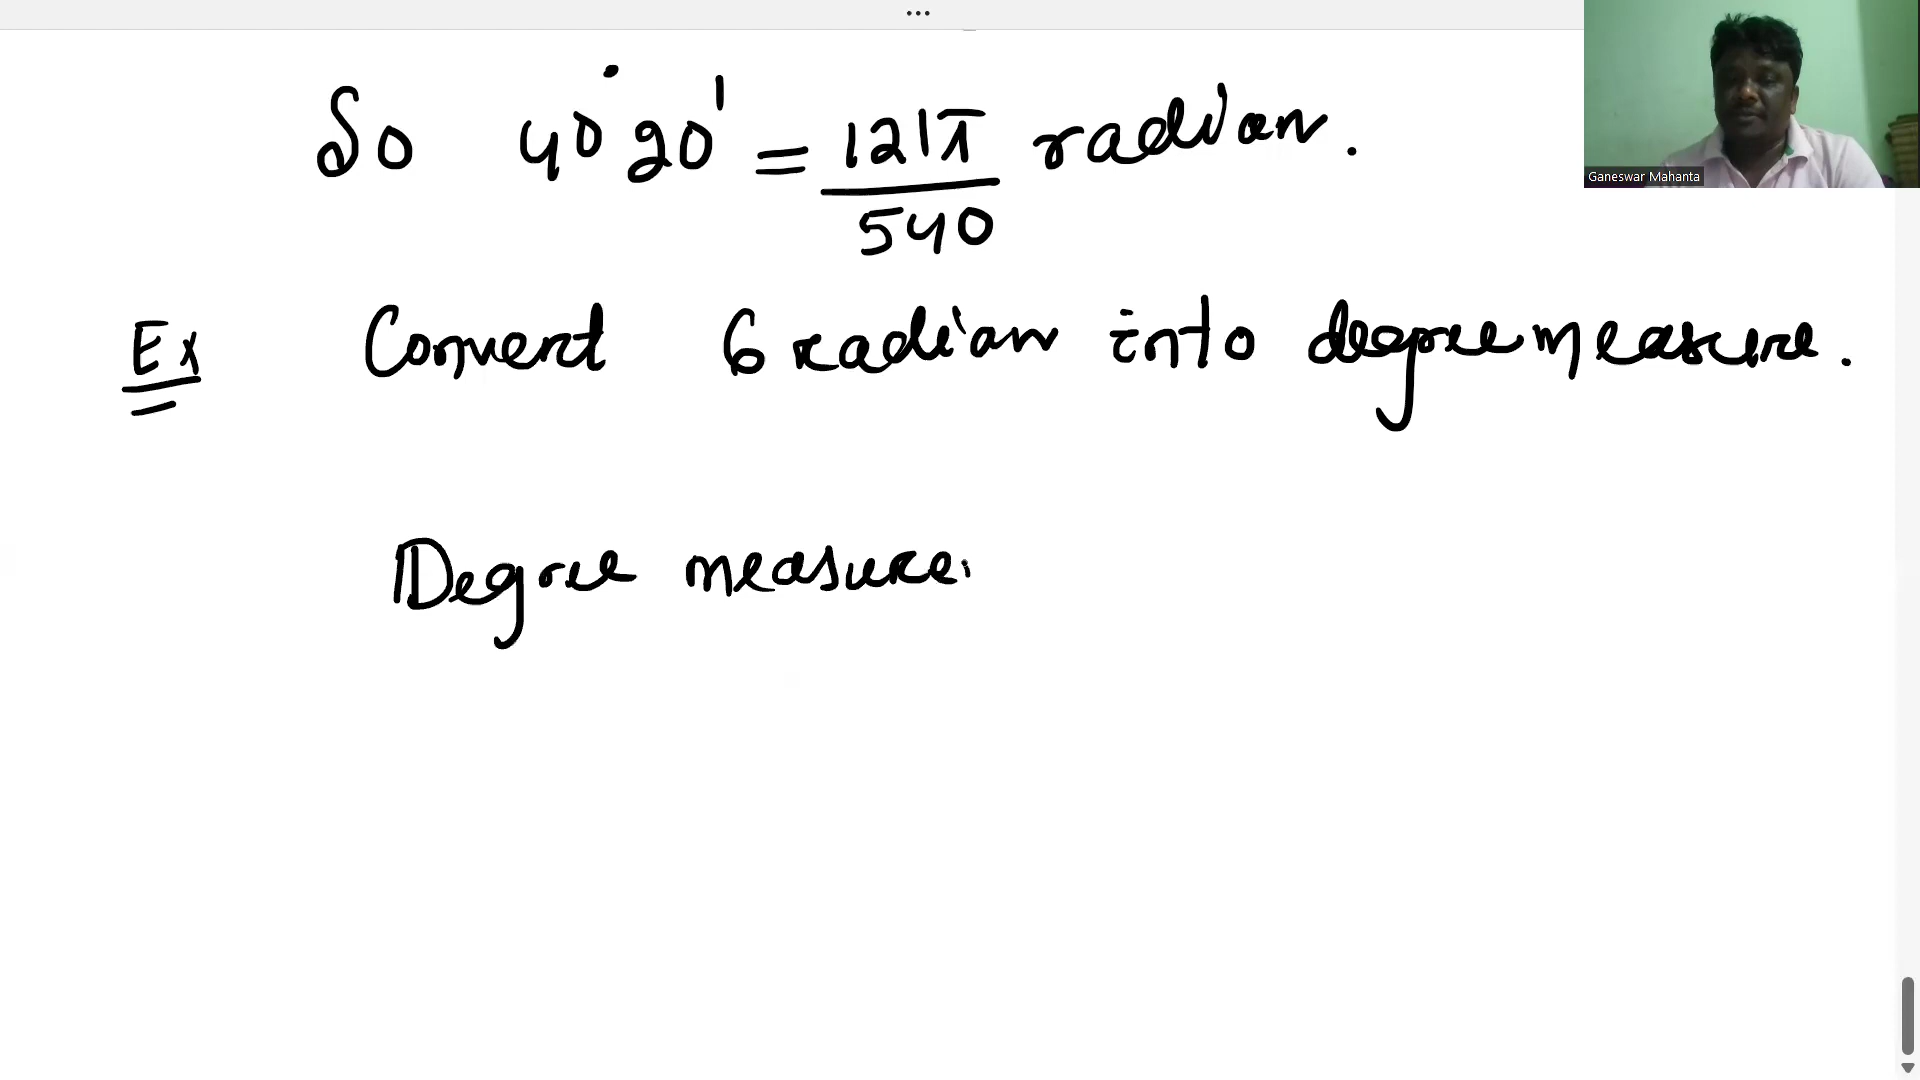 So 40°20' = 121π/540 radian.
Ganeswar Mahanta
Ex Convert 6 radian into degree measure.
Degree measure